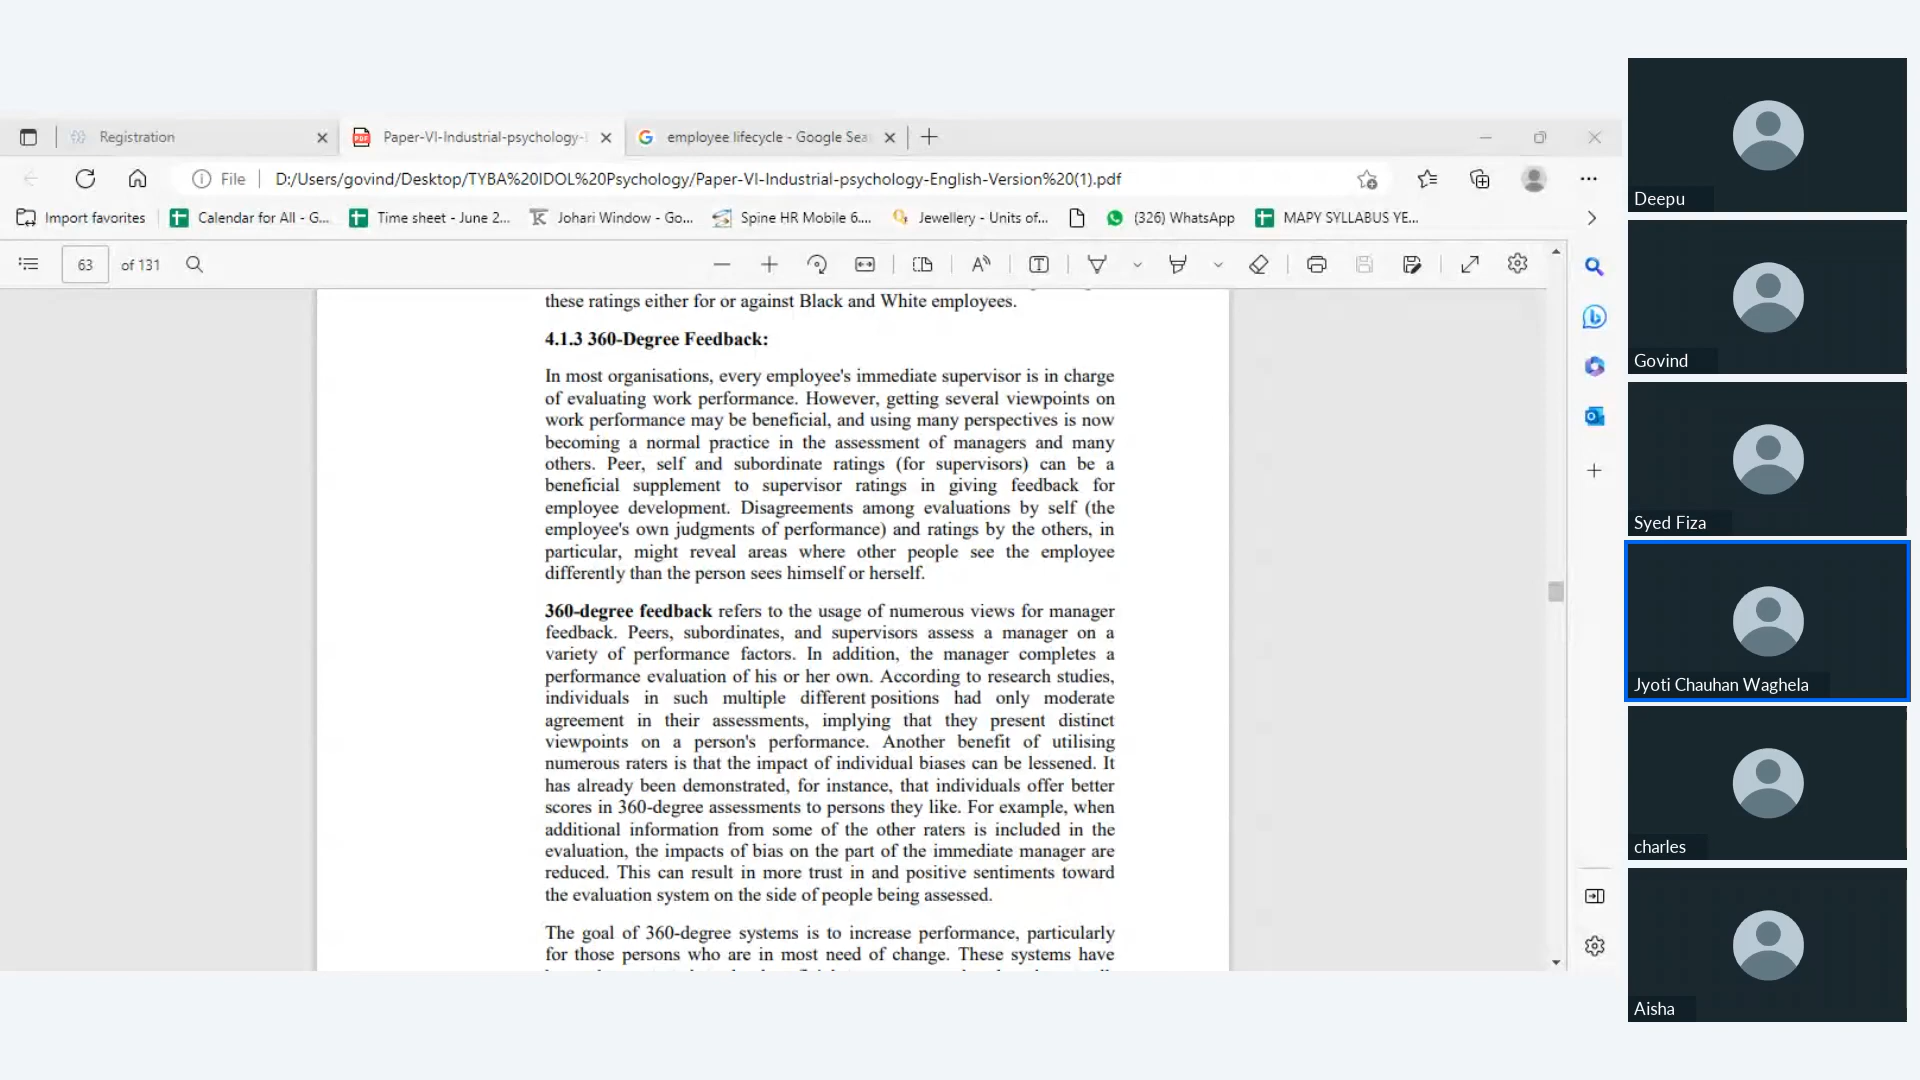 Registration
Paper-VI-Industrial-psychology-
employee lifecycle - Google Sea
File
D:/Users/govind/Desktop/TYBA%20IDOL%20Psychology/Paper-VI-Industrial-psychology-English-Version%20(1).pdf
Import favorites
Calendar for All - G...
Time sheet - June 2...
Johari Window - Go...
Spine HR Mobile 6....
Jewellery - Units of...
(326) WhatsApp
MAPY SYLLABUS YE...
63 of 131
these ratings either for or against Black and White employees.
4.1.3 360-Degree Feedback:
In most organisations, every employee's immediate supervisor is in charge
of evaluating work performance. However, getting several viewpoints on
work performance may be beneficial, and using many perspectives is now
becoming a normal practice in the assessment of managers and many
others. Peer, self and subordinate ratings (for supervisors) can be a
beneficial supplement to supervisor ratings in giving feedback for
employee development. Disagreements among evaluations by self (the
employee's own judgments of performance) and ratings by the others, in
particular, might reveal areas where other people see the employee
differently than the person sees himself or herself.
360-degree feedback refers to the usage of numerous views for manager
feedback. Peers, subordinates, and supervisors assess a manager on a
variety of performance factors. In addition, the manager completes a
performance evaluation of his or her own. According to research studies,
individuals in such multiple different positions had only moderate
agreement in their assessments, implying that they present distinct
viewpoints on a person's performance. Another benefit of utilising
numerous raters is that the impact of individual biases can be lessened. It
has already been demonstrated, for instance, that individuals offer better
scores in 360-degree assessments to persons they like. For example, when
additional information from some of the other raters is included in the
evaluation, the impacts of bias on the part of the immediate manager are
reduced. This can result in more trust in and positive sentiments toward
the evaluation system on the side of people being assessed.
The goal of 360-degree systems is to increase performance, particularly
for those persons who are in most need of change. These systems have
Deepu
Govind
Syed Fiza
Jyoti Chauhan Waghela
charles
Aisha